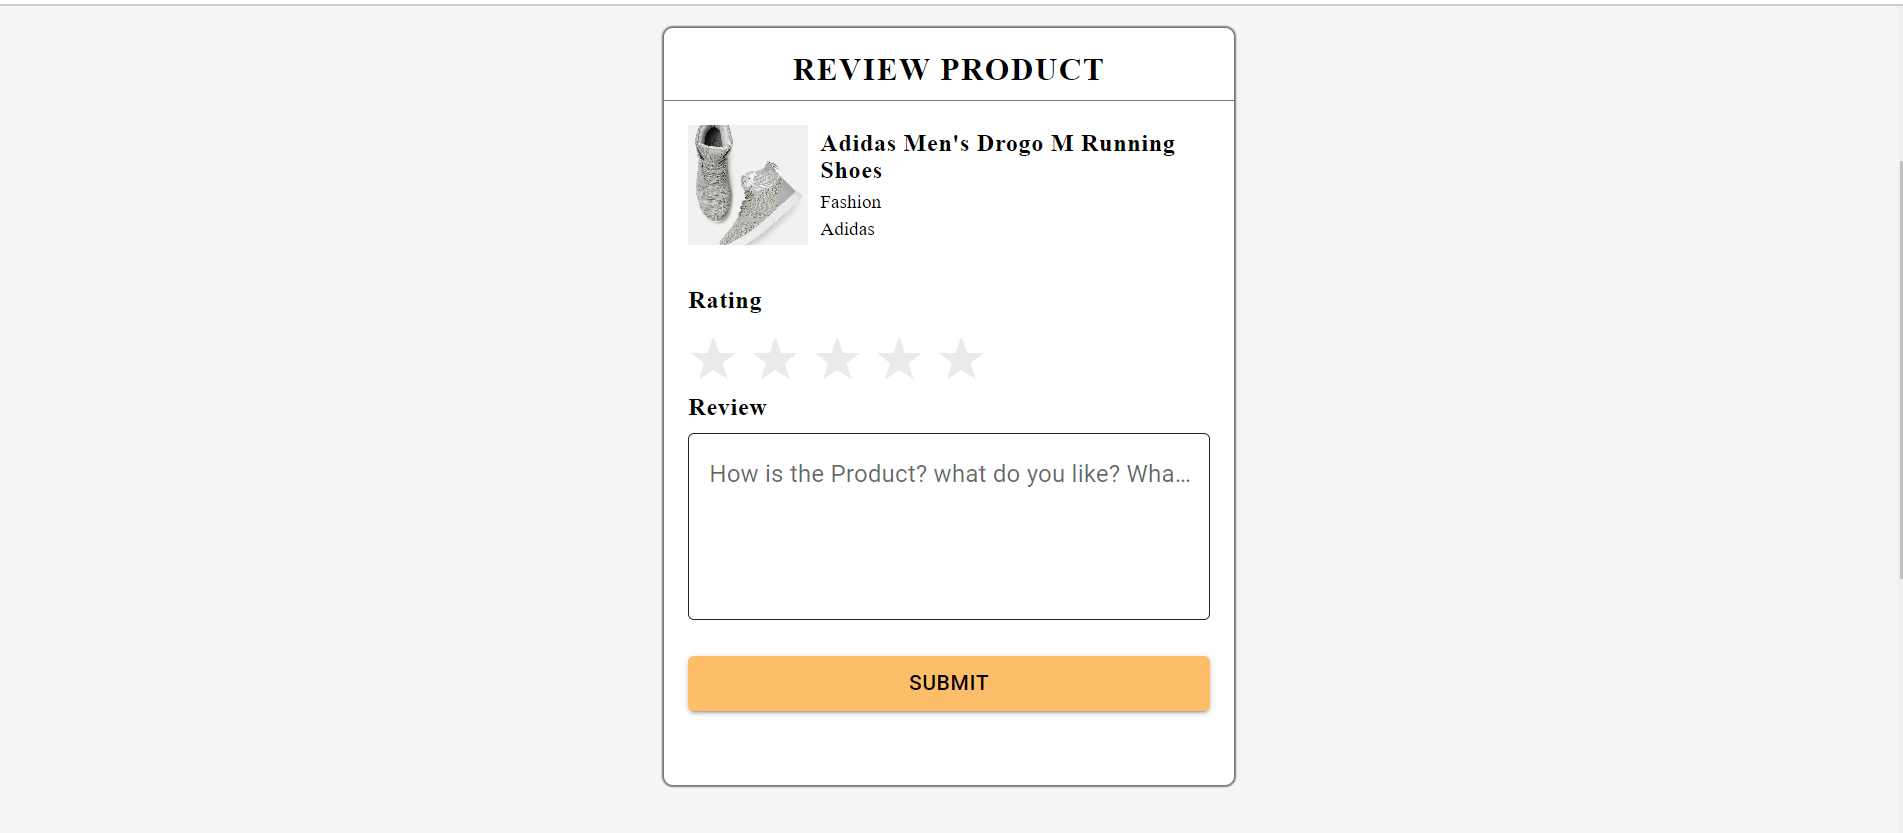 REVIEW PRODUCT
Adidas Men's Drogo M Running
Shoes
Fashion
Adidas
Rating
Review
How is the Product? what do you like? Wha…
SUBMIT